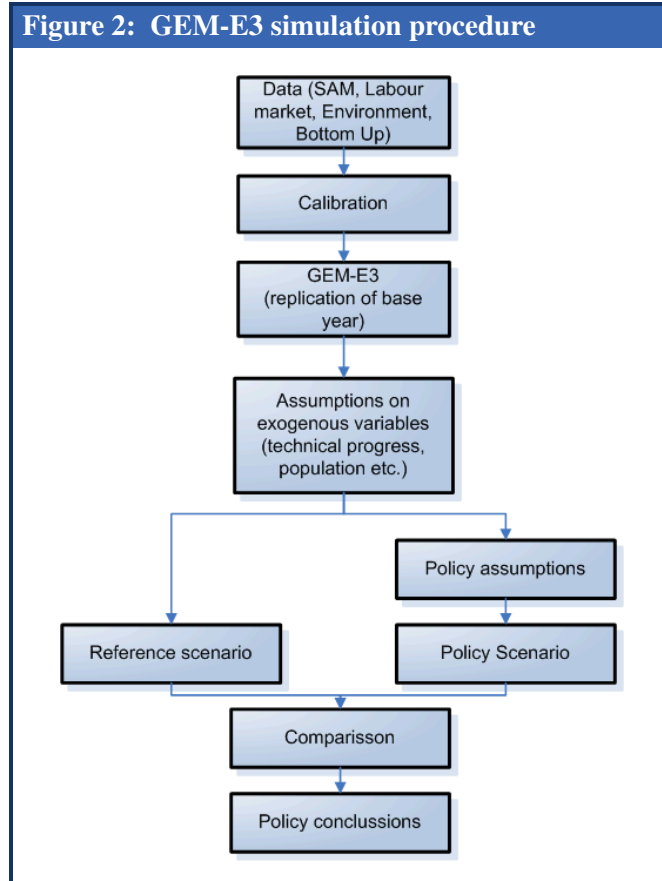 Figure 2: GEM-E3 simulation procedure
Data (SAM, Labour
market, Environment,
Bottom Up)
Calibration
GEM-E3
(replication of base
year)
Assumptions on
exogenous variables
(technical progress,
population etc.)
Policy assumptions
Reference scenario
Policy Scenario
Comparisson
Policy conclussions